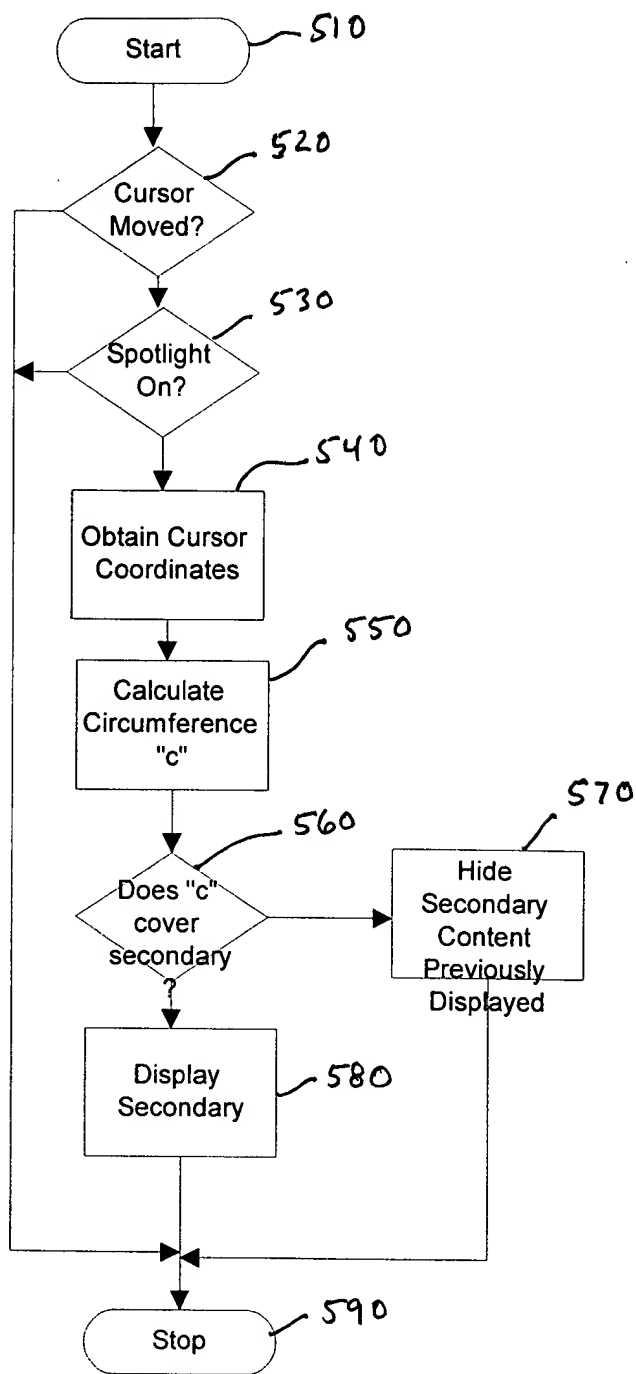 Start
510
Cursor
Moved?
520
Spotlight
On?
530
Obtain Cursor
Coordinates
540
Calculate
Circumference
"c"
550
Does "c"
cover
secondary
?
560
Hide
Secondary
Content
Previously
Displayed
570
Display
Secondary
580
Stop
590